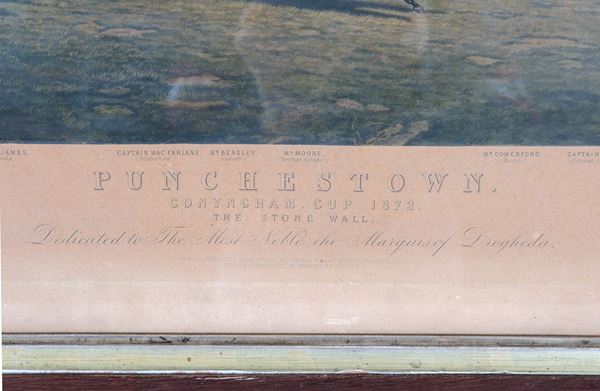 JAMES. CAPTAIN MAC FARLANE. Mr BEASLEY. Mr MOORE. Mr COMERFORD. CAPTAIN
PUNCHESTOWN.
CONYNGHAM CUP 1872.
THE STONE WALL.
Dedicated to The Most Noble the Marquis of Drogheda.